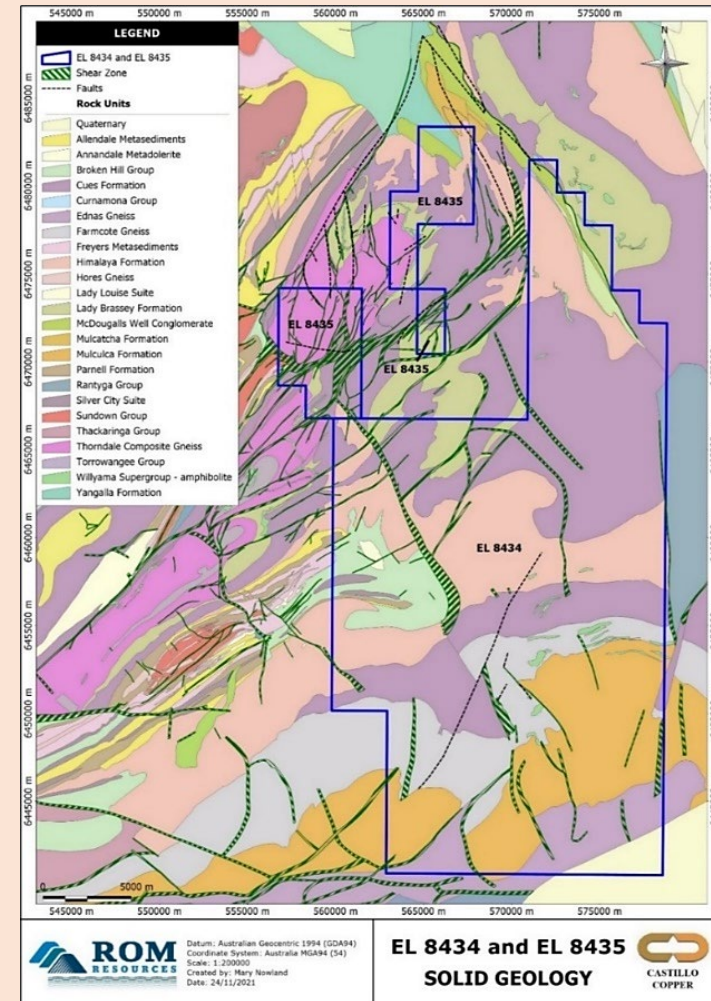 545000 m 550000 m 555000 m 560000 m 565000 m 570000 m 575000 m
LEGEND
EL 8434 and EL 8435
Shear Zone
Faults
Rock Units
Quaternary
Allendale Metasediments
Annandale Metadolerite
Broken Hill Group
Cues Formation
Curnamona Group
Ednas Gneiss
Farmcote Gneiss
Freyers Metasediments
Himalaya Formation
Hores Gneiss
Lady Louise Suite
Lady Brassey Formation
McDougalls Well Conglomerate
Mulcatcha Formation
Mulculca Formation
Parnell Formation
Rantyga Group
Silver City Suite
Sundown Group
Thackaringa Group
Thorndale Composite Gneiss
Torrowangee Group
Willyama Supergroup - amphibolite
Yangalla Formation
N
6485000 m
6480000 m
6475000 m
6470000 m
6465000 m
6460000 m
6455000 m
6450000 m
6445000 m
EL 8435
EL 8435
EL 8435
EL 8434
0 5000 m
545000 m 550000 m 555000 m 560000 m 565000 m 570000 m 575000 m
ROM
RESOURCES
Datum: Australian Geocentric 1994 (GDA94)
Coordinate System: Australia MGA94 (54)
Scale: 1:200000
Created by: Mary Nowland
Date: 24/11/2021
EL 8434 and EL 8435
SOLID GEOLOGY
CASTILLO
COPPER